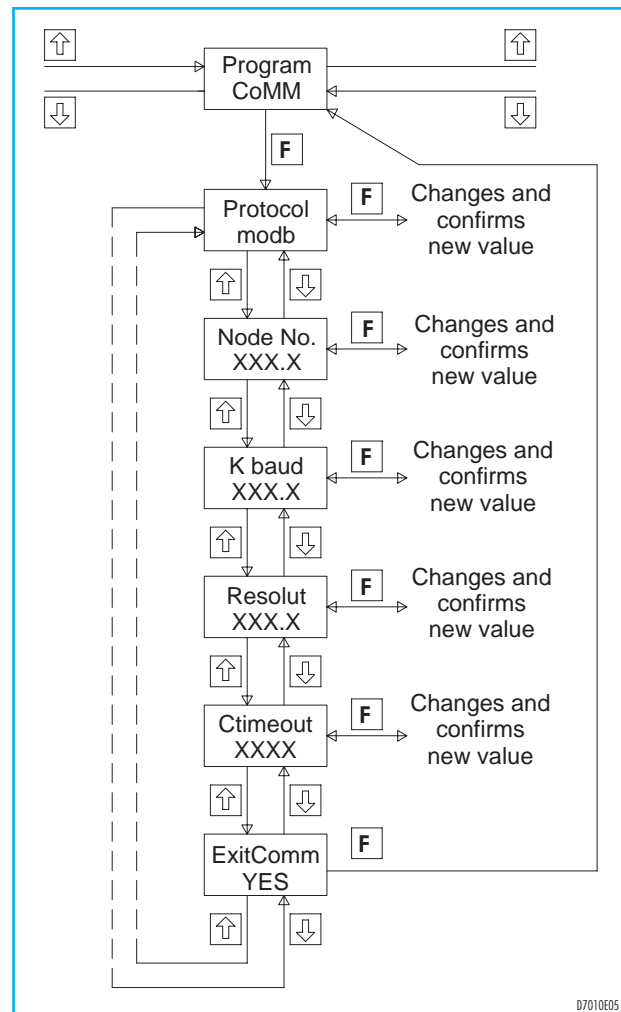 Program
CoMM
F
Protocol
modb
F
Changes and
confirms
new value
Node No.
XXX.X
F
Changes and
confirms
new value
K baud
XXX.X
F
Changes and
confirms
new value
Resolut
XXX.X
F
Changes and
confirms
new value
Ctimeout
XXXX
F
Changes and
confirms
new value
ExitComm
YES
F
D7010E05